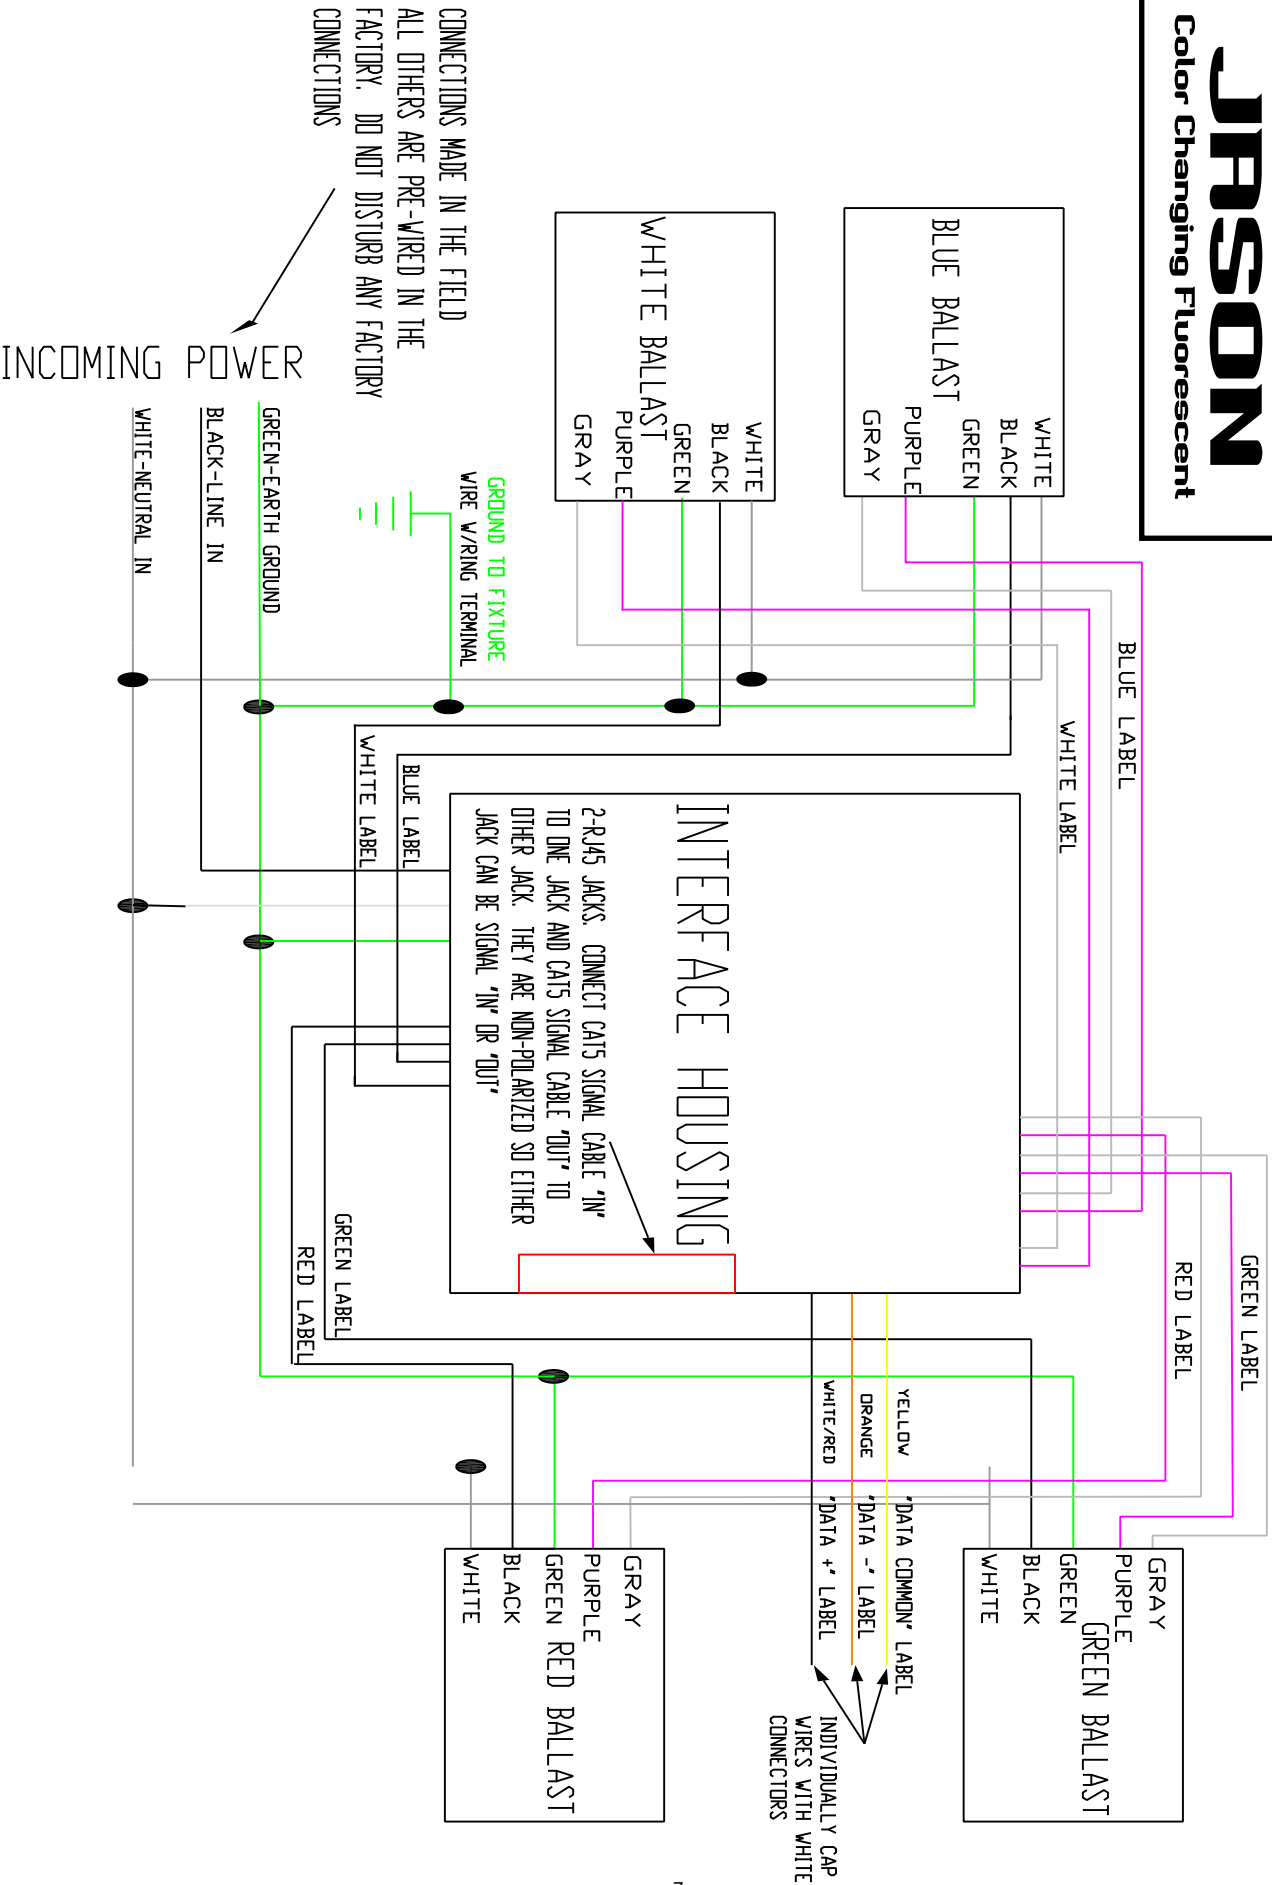 JASON
Color Changing Fluorescent
BLUE BALLAST
WHITE
BLACK
GREEN
PURPLE
GRAY
WHITE BALLAST
WHITE
BLACK
GREEN
PURPLE
GRAY
CONNECTIONS MADE IN THE FIELD
ALL OTHERS ARE PRE-WIRED IN THE
FACTORY. DO NOT DISTURB ANY FACTORY
CONNECTIONS
INCOMING POWER
GREEN-EARTH GROUND
BLACK-LINE IN
WHITE-NEUTRAL IN
GROUND TO FIXTURE
WIRE W/RING TERMINAL
BLUE LABEL
WHITE LABEL
BLUE LABEL
WHITE LABEL
INTERFACE HOUSING
2-RJ45 JACKS. CONNECT CAT5 SIGNAL CABLE "IN"
TO ONE JACK AND CAT5 SIGNAL CABLE "OUT" TO
OTHER JACK. THEY ARE NON-POLARIZED SO EITHER
JACK CAN BE SIGNAL "IN" OR "OUT"
GREEN LABEL
RED LABEL
GREEN LABEL
RED LABEL
YELLOW "DATA COMMON" LABEL
ORANGE "DATA -" LABEL
WHITE/RED "DATA +" LABEL
INDIVIDUALLY CAP
WIRES WITH WHITE
CONNECTORS
GRAY
PURPLE
GREEN
BLACK
WHITE
GREEN BALLAST
GRAY
PURPLE
GREEN
BLACK
WHITE
RED BALLAST